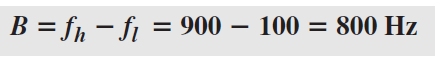 B = fₕ − fₗ = 900 − 100 = 800 Hz